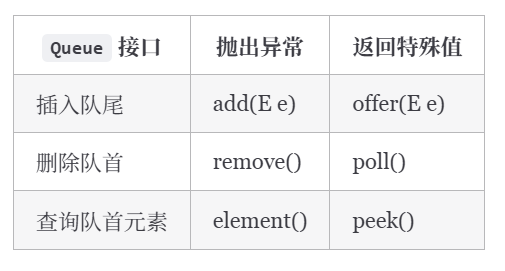 Queue 接口 抛出异常 返回特殊值
插入队尾 add(E e) offer(E e)
删除队首 remove() poll()
查询队首元素 element() peek()